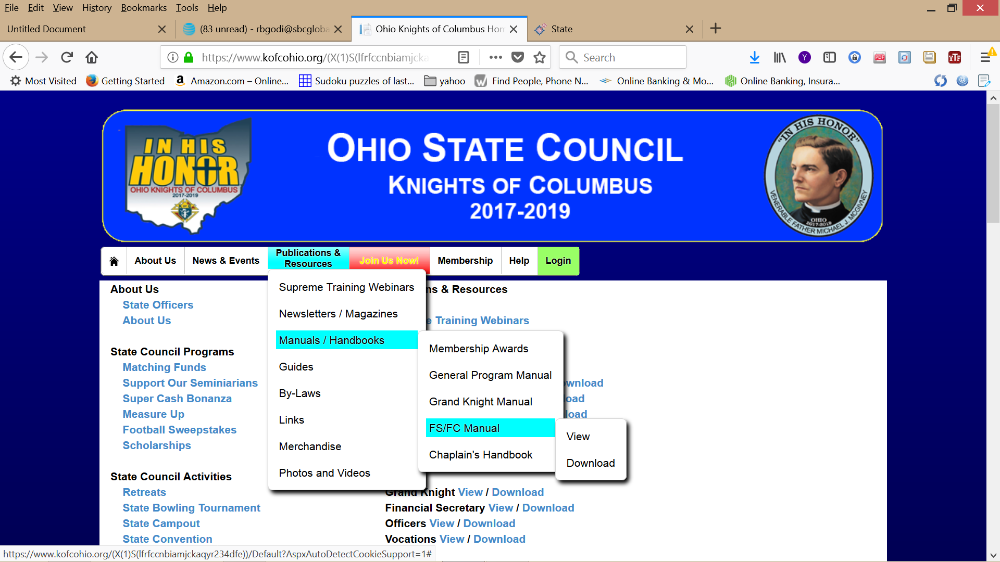 File Edit View History Bookmarks Tools Help
Untitled Document
(83 unread) - rbgodi@sbcgloba
Ohio Knights of Columbus Hom
State
https://www.kofcohio.org/(X(1)S(lfrfccnbiamjcka
Search
Y
PDF
YTF
Most Visited
Getting Started
Amazon.com – Online...
Sudoku puzzles of last...
yahoo
Find People, Phone N...
Online Banking & Mo...
Online Banking, Insura...
IN HIS
HONOR
OHIO KNIGHTS OF COLUMBUS
2017-2019
OHIO STATE COUNCIL
KNIGHTS OF COLUMBUS
2017-2019
"IN HIS HONOR"
OHIO
2017-2019
VENERABLE FATHER MICHAEL J. MCGIVNEY
About Us
News & Events
Publications &
Resources
Join Us Now!
Membership
Help
Login
About Us
State Officers
About Us
State Council Programs
Matching Funds
Support Our Seminiarians
Super Cash Bonanza
Measure Up
Football Sweepstakes
Scholarships
State Council Activities
Retreats
State Bowling Tournament
State Campout
State Convention
Supreme Training Webinars
Newsletters / Magazines
Manuals / Handbooks
Guides
By-Laws
Links
Merchandise
Photos and Videos
Membership Awards
General Program Manual
Grand Knight Manual
FS/FC Manual
Chaplain's Handbook
View
Download
ns & Resources
e Training Webinars
wnload
oad
load
Grand Knight View / Download
Financial Secretary View / Download
Officers View / Download
Vocations View / Download
https://www.kofcohio.org/(X(1)S(lfrfccnbiamjckaqyr234dfe))/Default?AspxAutoDetectCookieSupport=1#